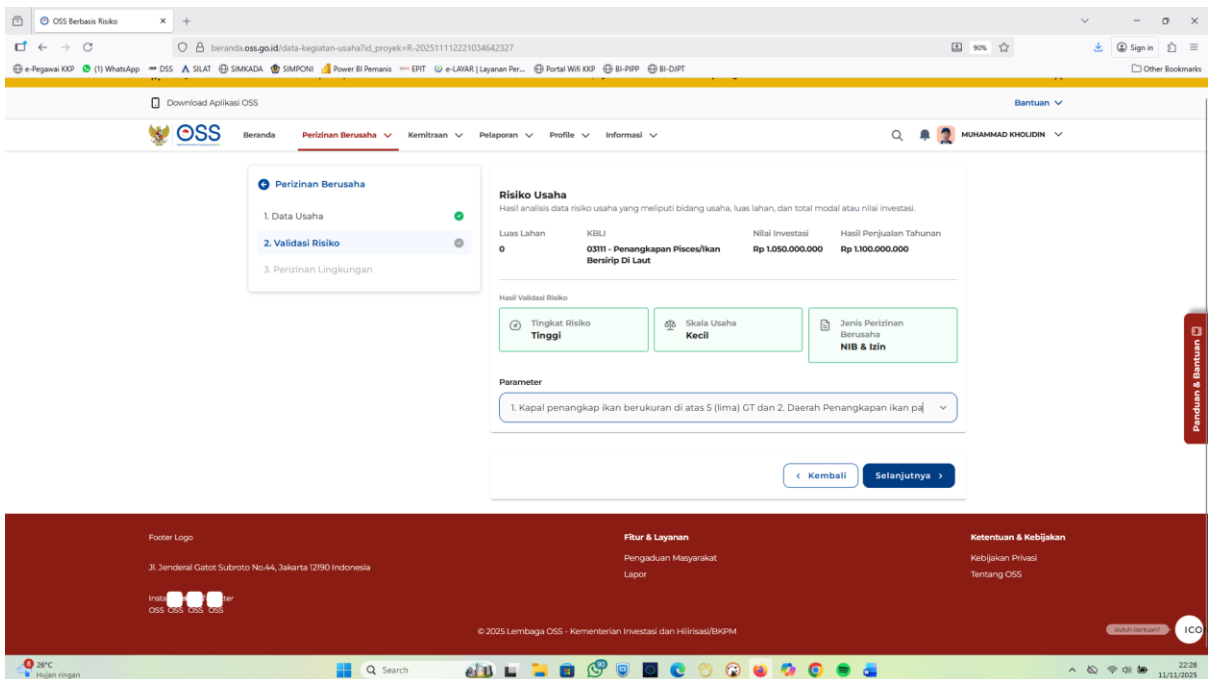 OSS Berbasis Risiko
beranda.oss.go.id/data-kegiatan-usaha?id_proyek=R-202511112221034642327
90%
Sign in
e-Pegawai KKP (1) WhatsApp DSS SILAT SIMKADA SIMPONI Power BI Pemanis EPIT e-LAYAR | Layanan Per... Portal Wifi KKP BI-PIPP BI-DJPT Other Bookmarks
Download Aplikasi OSS
Bantuan
OSS
Beranda Perizinan Berusaha Kemitraan Pelaporan Profile Informasi
MUHAMMAD KHOLIDIN
Perizinan Berusaha
1. Data Usaha
2. Validasi Risiko
3. Perizinan Lingkungan
Risiko Usaha
Hasil analisis data risiko usaha yang meliputi bidang usaha, luas lahan, dan total modal atau nilai investasi.
Luas Lahan KBLI Nilai Investasi Hasil Penjualan Tahunan
0 03111 - Penangkapan Pisces/Ikan Rp 1.050.000.000 Rp 1.100.000.000
Bersirip Di Laut
Hasil Validasi Risiko
Tingkat Risiko
Tinggi
Skala Usaha
Kecil
Jenis Perizinan
Berusaha
NIB & Izin
Parameter
1. Kapal penangkap ikan berukuran di atas 5 (lima) GT dan 2. Daerah Penangkapan ikan pa
Kembali
Selanjutnya
Panduan & Bantuan
Footer Logo
Jl. Jenderal Gatot Subroto No.44, Jakarta 12190 Indonesia
OSS OSS OSS OSS
Fitur & Layanan
Pengaduan Masyarakat
Lapor
Ketentuan & Kebijakan
Kebijakan Privasi
Tentang OSS
© 2025 Lembaga OSS - Kementerian Investasi dan Hilirisasi/BKPM
Butuh Bantuan?
ICO
26°C
Hujan ringan
Search
22:28
11/11/2025